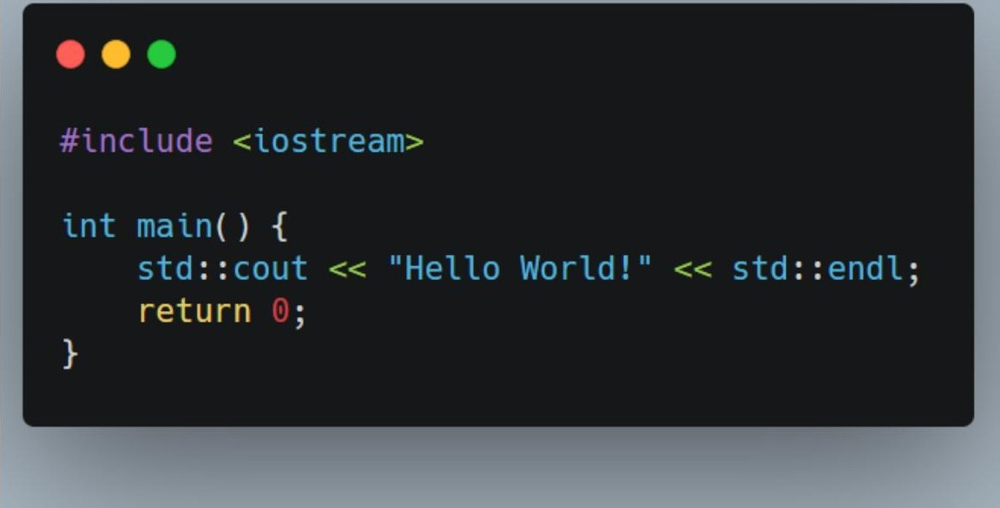 #include <iostream>

int main() {
    std::cout << "Hello World!" << std::endl;
    return 0;
}